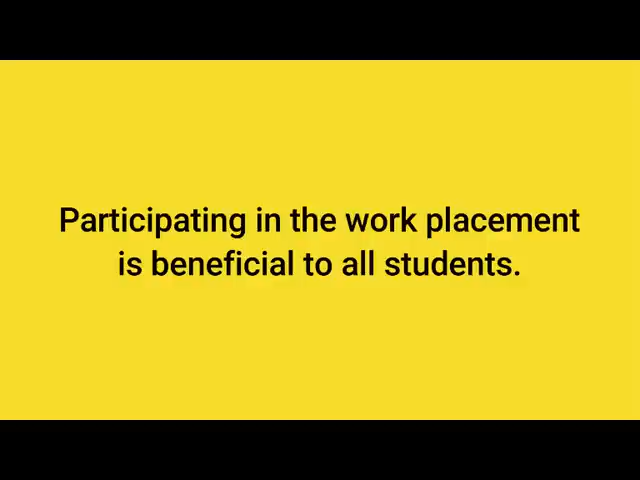 Participating in the work placement
is beneficial to all students.